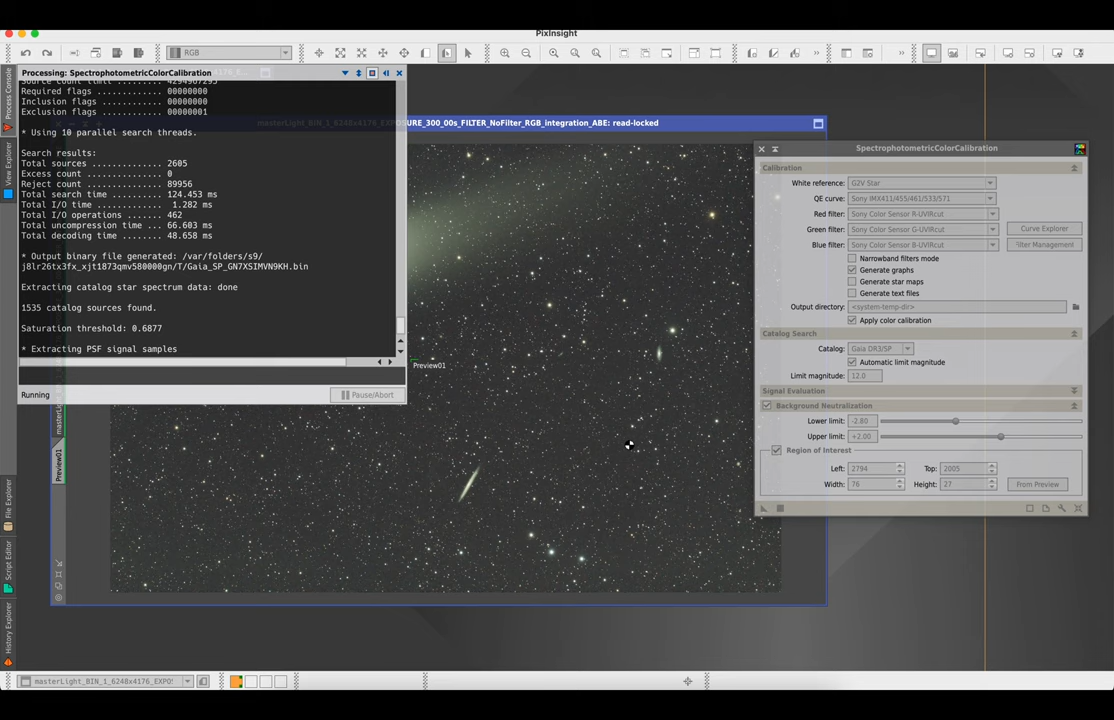 PixInsight
RGB
Processing: SpectrophotometricColorCalibration
Required flags .......... 00000000
Inclusion flags ......... 00000000
Exclusion flags ......... 00000001
* Using 10 parallel search threads.
Search results:
Total sources .............. 2605
Excess count ............... 0
Reject count ............... 89956
Total search time .......... 124.453 ms
Total I/O time ............. 1.282 ms
Total I/O operations ....... 462
Total uncompression time ... 66.603 ms
Total decoding time ........ 48.658 ms
* Output binary file generated: /var/folders/s9/
j8lr26tx3fx_xjt1873qmv580000gn/T/Gaia_SP_GN7XSIMVN9KH.bin
Extracting catalog star spectrum data: done
1535 catalog sources found.
Saturation threshold: 0.6877
* Extracting PSF signal samples
Running
Pause/Abort
Process Console
View Explorer
File Explorer
Script Editor
History Explorer
masterLight_BIN_1_6248x4176_EXPOSURE_300_00s_FILTER_NoFilter_RGB_integration_ABE: read-locked
Preview01
Preview01
SpectrophotometricColorCalibration
Calibration
White reference: G2V Star
QE curve: Sony IMX411/455/461/533/571
Red filter: Sony Color Sensor R-UVIRcut
Green filter: Sony Color Sensor G-UVIRcut Curve Explorer
Blue filter: Sony Color Sensor B-UVIRcut Filter Management
Narrowband filters mode
Generate graphs
Generate star maps
Generate text files
Output directory: <system-temp-dir>
Apply color calibration
Catalog Search
Catalog: Gaia DR3/SP
Automatic limit magnitude
Limit magnitude: 12.0
Signal Evaluation
Background Neutralization
Lower limit: -2.80
Upper limit: +2.00
Region of Interest
Left: 2794 Top: 2005
Width: 76 Height: 27 From Preview
masterLight_BIN_1_6248x4176_EXPO